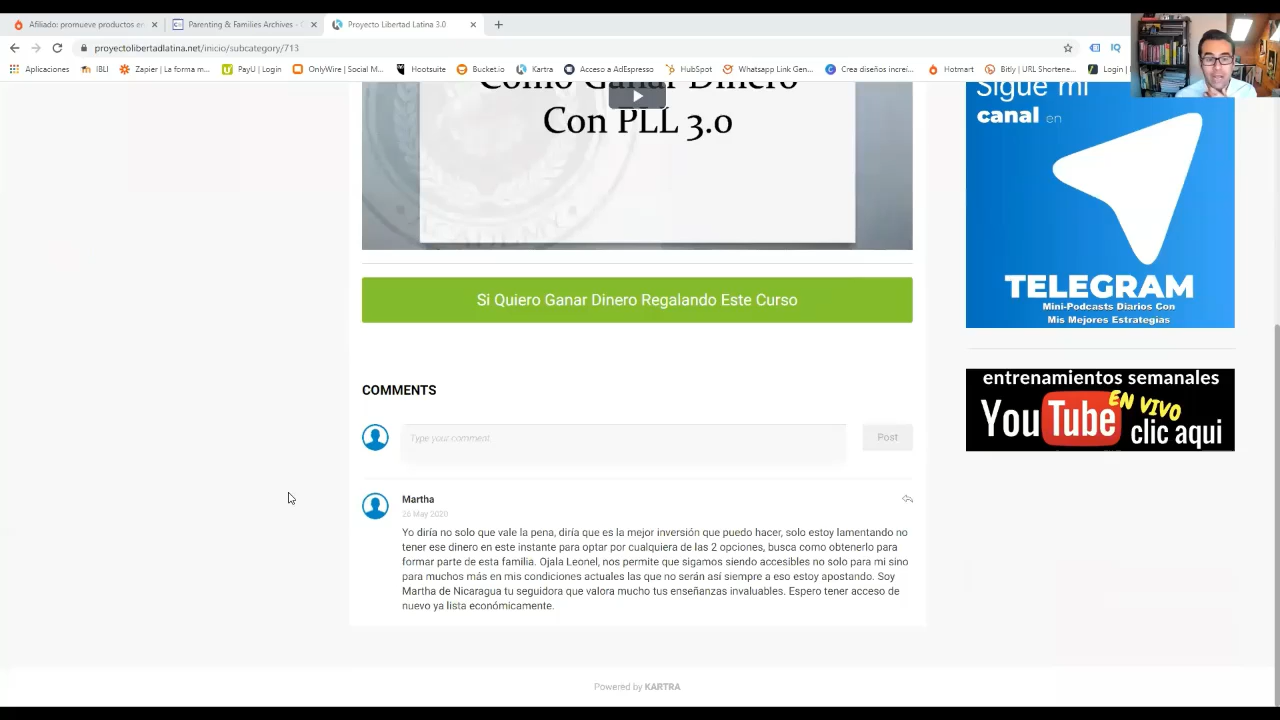 Afiliado: promueve productos en
Parenting & Families Archives - C
Proyecto Libertad Latina 3.0
proyectolibertadlatina.net/inicio/subcategory/713
Aplicaciones
IBLI
Zapier | La forma m...
PayU | Login
OnlyWire | Social M...
Hootsuite
Bucket.io
Kartra
Acceso a AdEspresso
HubSpot
Whatsapp Link Gen...
Crea diseños increí...
Hotmart
Bitly | URL Shortene...
Login |
Cómo Ganar Dinero
Con PLL 3.0
Sigue mi
canal en
TELEGRAM
Mini-Podcasts Diarios Con
Mis Mejores Estrategias
Si Quiero Ganar Dinero Regalando Este Curso
entrenamientos semanales
EN VIVO
YouTube clic aqui
COMMENTS
Type your comment
Post
Martha
26 May 2020
Yo diría no solo que vale la pena, diría que es la mejor inversión que puedo hacer, solo estoy lamentando no
tener ese dinero en este instante para optar por cualquiera de las 2 opciones, busca como obtenerlo para
formar parte de esta familia. Ojala Leonel, nos permite que sigamos siendo accesibles no solo para mi sino
para muchos más en mis condiciones actuales las que no serán así siempre a eso estoy apostando. Soy
Martha de Nicaragua tu seguidora que valora mucho tus enseñanzas invaluables. Espero tener acceso de
nuevo ya lista económicamente.
Powered by KARTRA